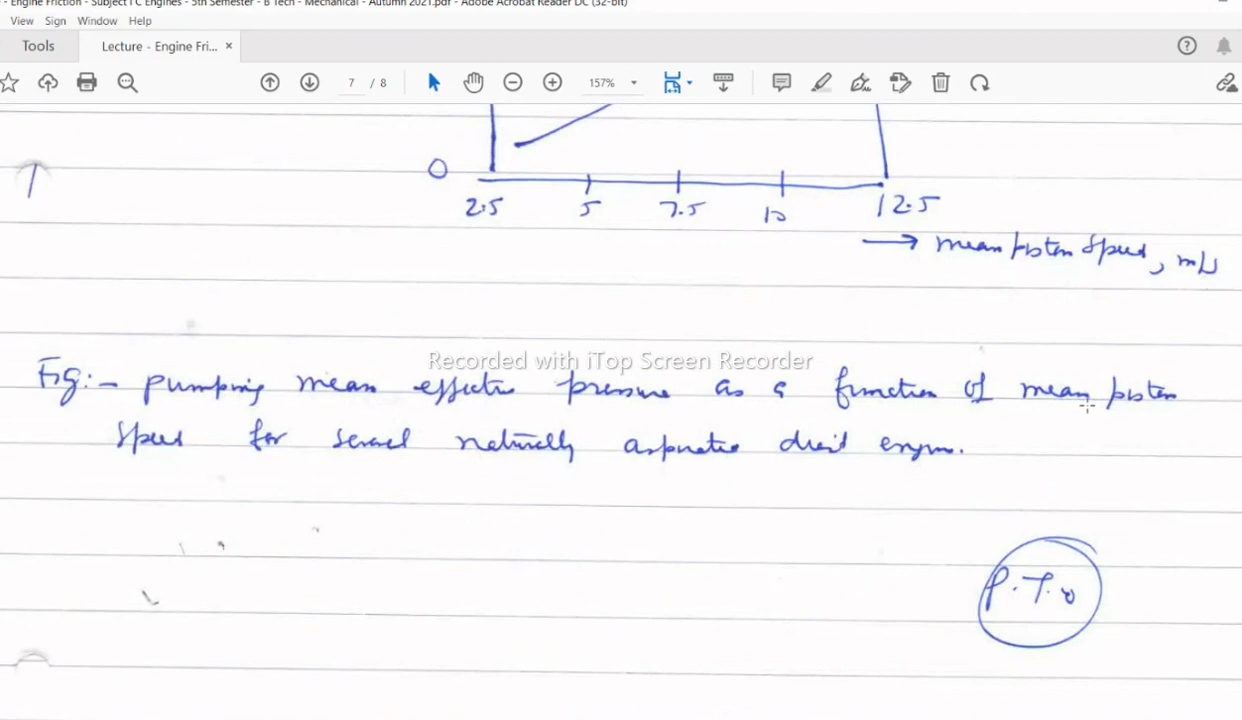 - Engine Friction - Subject I C Engines - 5th Semester - B Tech - Mechanical - Autumn 2021.pdf - Adobe Acrobat Reader DC (32-bit)
View Sign Window Help
Tools Lecture - Engine Fri... ×
7 / 8 157%
0
2.5 5 7.5 10 12.5
→ mean piston speed, m/s
Recorded with iTop Screen Recorder
Fig:- pumping mean effective pressure as a function of mean piston
speed for several naturally aspirated diesel engine.
P.T.O